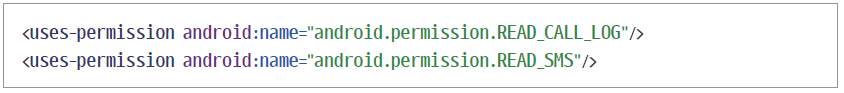 <uses-permission android:name="android.permission.READ_CALL_LOG"/>
<uses-permission android:name="android.permission.READ_SMS"/>